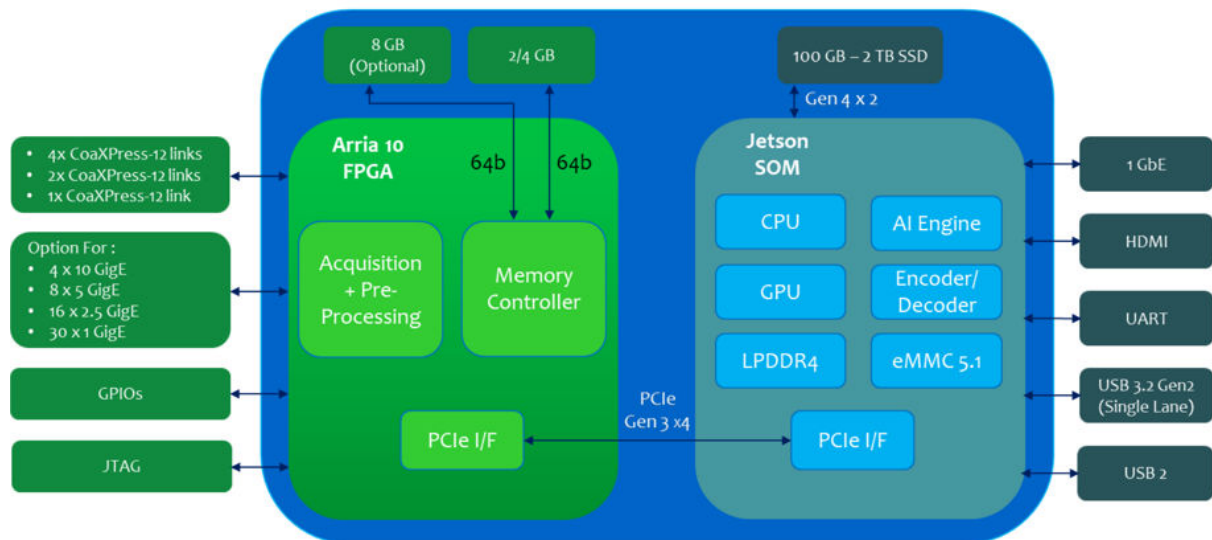 8 GB
(Optional)
2/4 GB
100 GB – 2 TB SSD
Gen 4 x 2
Arria 10
FPGA
64b
64b
Jetson
SOM
• 4x CoaXPress-12 links
• 2x CoaXPress-12 links
• 1x CoaXPress-12 link
Option For :
• 4 x 10 GigE
• 8 x 5 GigE
• 16 x 2.5 GigE
• 30 x 1 GigE
GPIOs
JTAG
Acquisition
+ Pre-
Processing
Memory
Controller
PCIe I/F
PCIe
Gen 3 x4
CPU
AI Engine
GPU
Encoder/
Decoder
LPDDR4
eMMC 5.1
PCIe I/F
1 GbE
HDMI
UART
USB 3.2 Gen2
(Single Lane)
USB 2